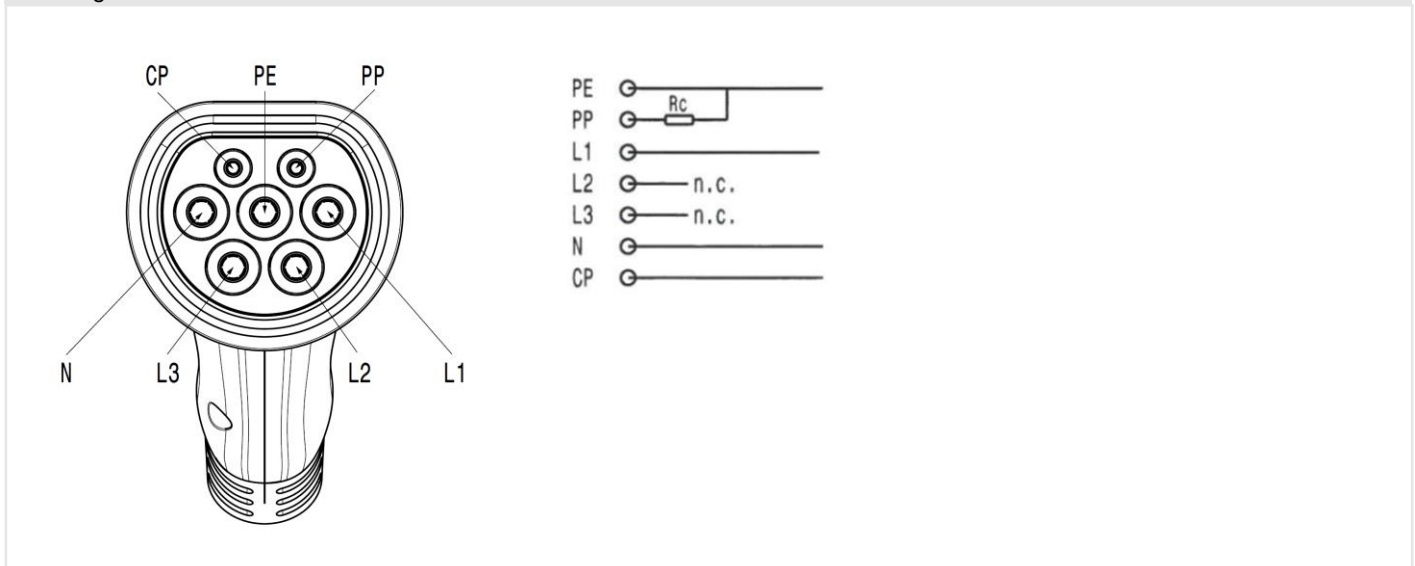 CP PE PP
N L3 L2 L1
PE
Rc
PP
L1
L2 n.c.
L3 n.c.
N
CP